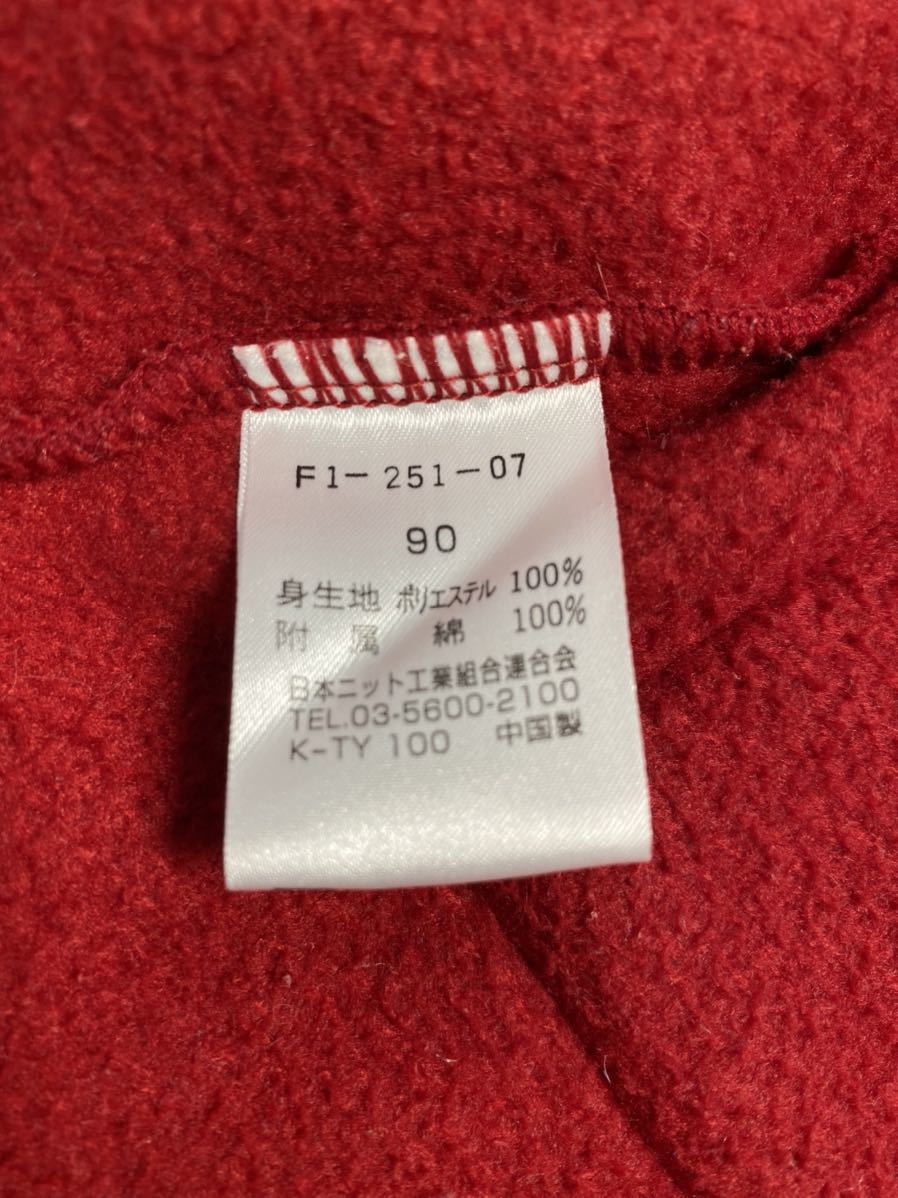 F1-251-07
90
身生地 ポリエステル 100%
附属 綿 100%
日本ニット工業組合連合会
TEL.03-5600-2100
K-TY 100 中国製